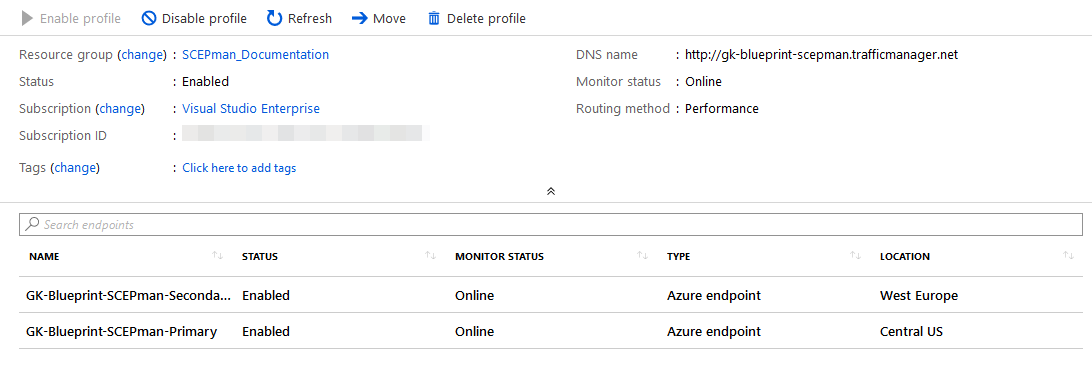 Enable profile Disable profile Refresh Move Delete profile
Resource group (change) : SCEPman_Documentation DNS name : http://gk-blueprint-scepman.trafficmanager.net
Status : Enabled Monitor status : Online
Subscription (change) : Visual Studio Enterprise Routing method : Performance
Subscription ID :
Tags (change) : Click here to add tags
Search endpoints
NAME STATUS MONITOR STATUS TYPE LOCATION
GK-Blueprint-SCEPman-Seconda... Enabled Online Azure endpoint West Europe
GK-Blueprint-SCEPman-Primary Enabled Online Azure endpoint Central US